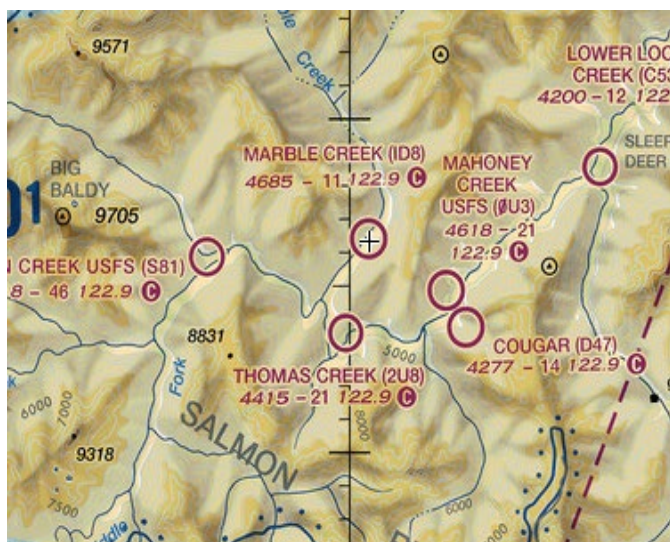 9571
Creek
LOWER LOO
CREEK (C53
4200 - 12 122
MARBLE CREEK (ID8)
4685 - 11 122.9 C
MAHONEY
CREEK
USFS (ØU3)
4618 - 21
122.9 C
SLEEP
DEER
BIG
BALDY
01
9705
N CREEK USFS (S81)
8 - 46 122.9 C
8831
5000
COUGAR (D47)
4277 - 14 122.9 C
THOMAS CREEK (2U8)
4415 - 21 122.9 C
Fork
SALMON
6000
7000
8000
9318
7500
6000